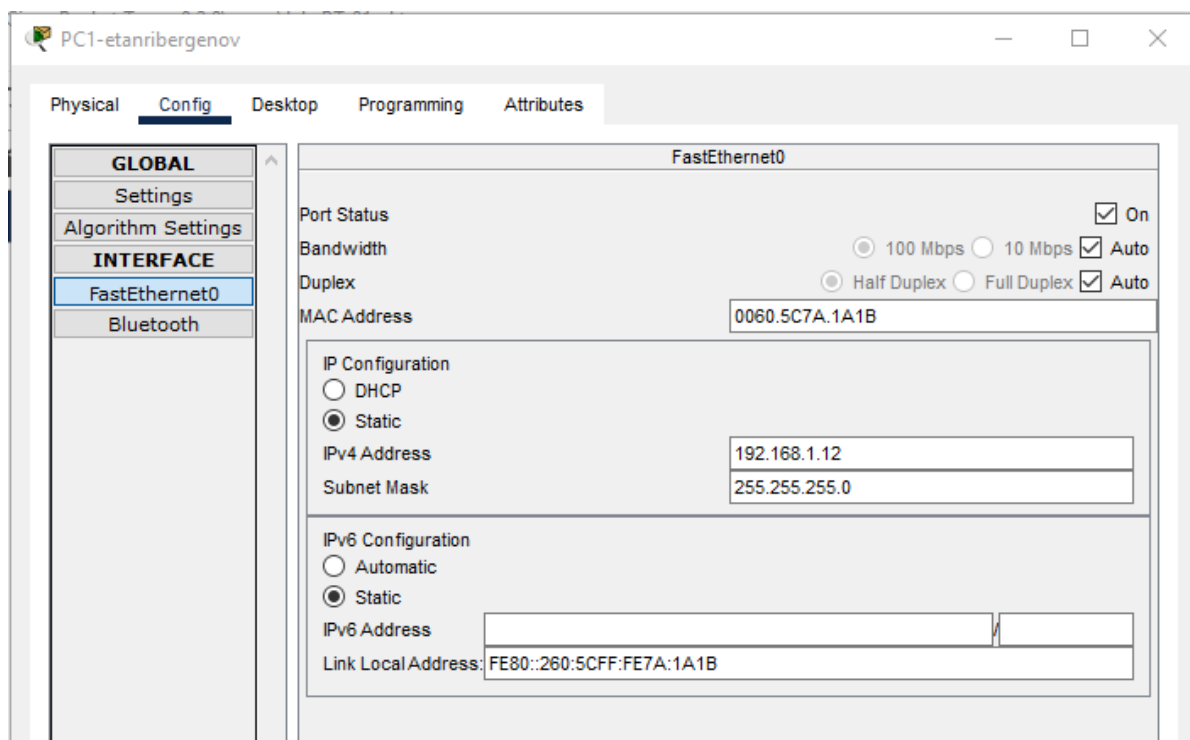 PC1-etanribergenov
Physical Config Desktop Programming Attributes
GLOBAL
Settings
Algorithm Settings
INTERFACE
FastEthernet0
Bluetooth
FastEthernet0
Port Status On
Bandwidth 100 Mbps 10 Mbps Auto
Duplex Half Duplex Full Duplex Auto
MAC Address 0060.5C7A.1A1B
IP Configuration
DHCP
Static
IPv4 Address 192.168.1.12
Subnet Mask 255.255.255.0
IPv6 Configuration
Automatic
Static
IPv6 Address /
Link Local Address: FE80::260:5CFF:FE7A:1A1B